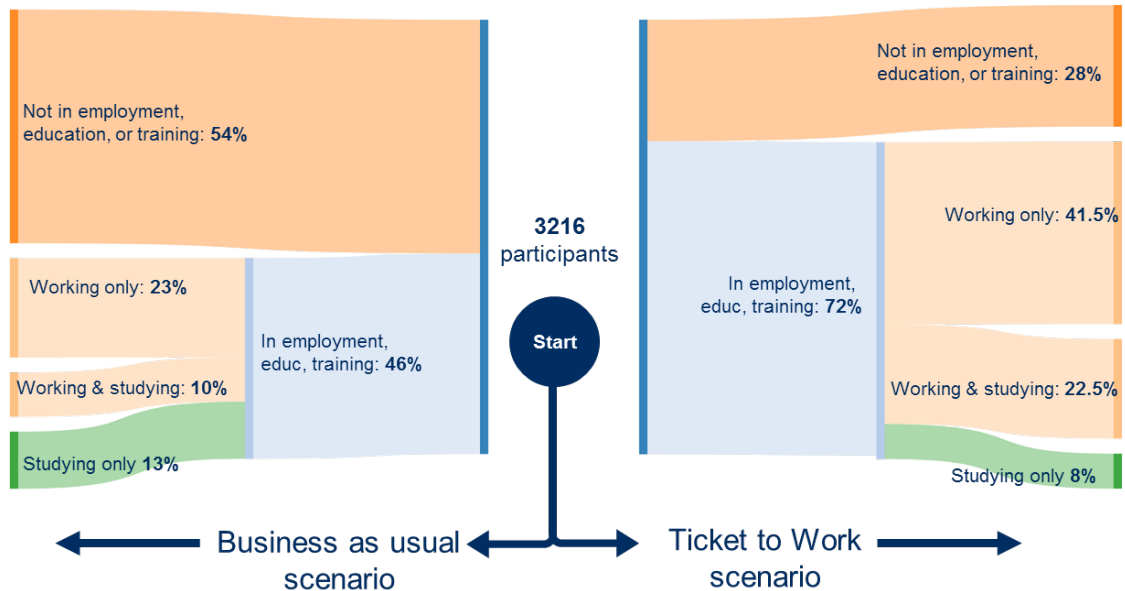 Not in employment,
education, or training: 54%
Working only: 23%
Working & studying: 10%
Studying only 13%
In employment,
educ, training: 46%
3216
participants
Start
Not in employment,
education, or training: 28%
In employment,
educ, training: 72%
Working only: 41.5%
Working & studying: 22.5%
Studying only 8%
Business as usual
scenario
Ticket to Work
scenario